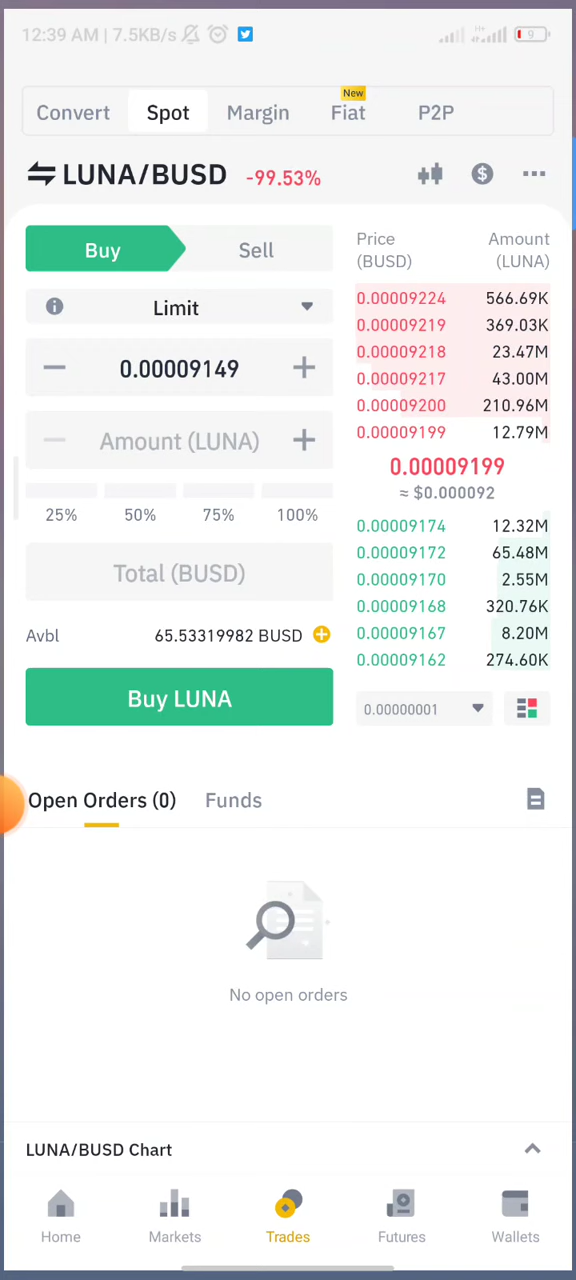 12:39 AM | 7.5KB/s
9
Convert Spot Margin Fiat P2P
New
LUNA/BUSD -99.53%
Buy Sell
Limit
0.00009149
Amount (LUNA)
25% 50% 75% 100%
Total (BUSD)
Avbl 65.53319982 BUSD
Buy LUNA
Price Amount
(BUSD) (LUNA)
0.00009224 566.69K
0.00009219 369.03K
0.00009218 23.47M
0.00009217 43.00M
0.00009200 210.96M
0.00009199 12.79M
0.00009199
≈ $0.000092
0.00009174 12.32M
0.00009172 65.48M
0.00009170 2.55M
0.00009168 320.76K
0.00009167 8.20M
0.00009162 274.60K
0.00000001
Open Orders (0) Funds
No open orders
LUNA/BUSD Chart
Home Markets Trades Futures Wallets